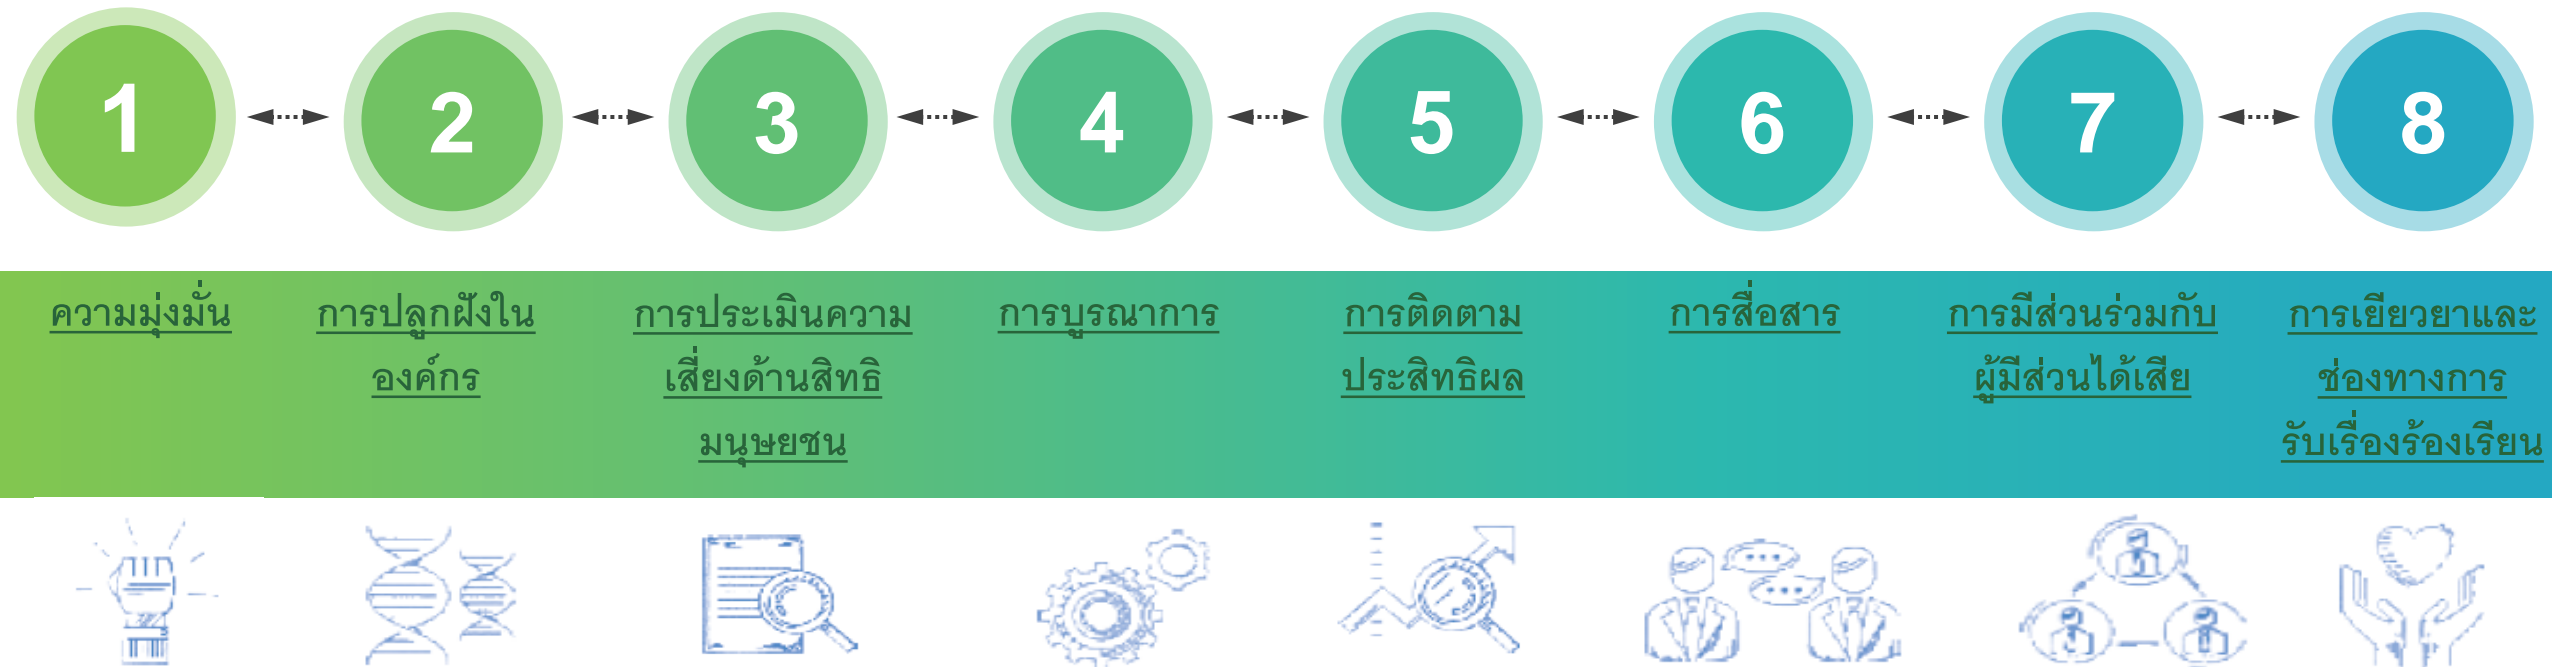 1
2
3
4
5
6
7
8
ความมุ่งมั่น
การปลูกฝังใน
องค์กร
การประเมินความ
เสี่ยงด้านสิทธิ
มนุษยชน
การบูรณาการ
การติดตาม
ประสิทธิผล
การสื่อสาร
การมีส่วนร่วมกับ
ผู้มีส่วนได้เสีย
การเยียวยาและ
ช่องทางการ
รับเรื่องร้องเรียน